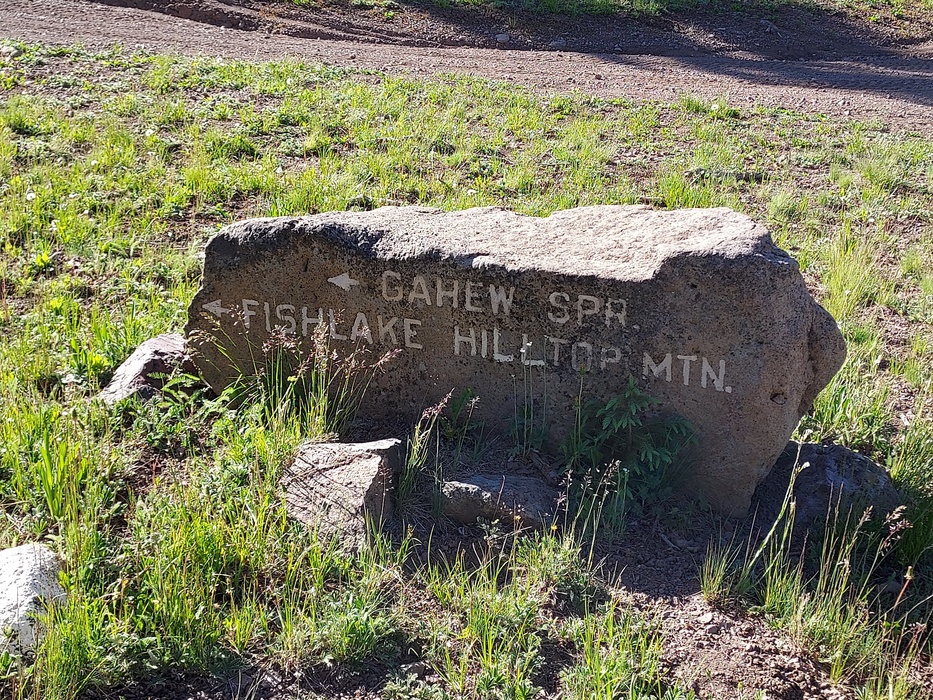 ← GAHEW SPR.
← FISHLAKE HILLTOP MTN.